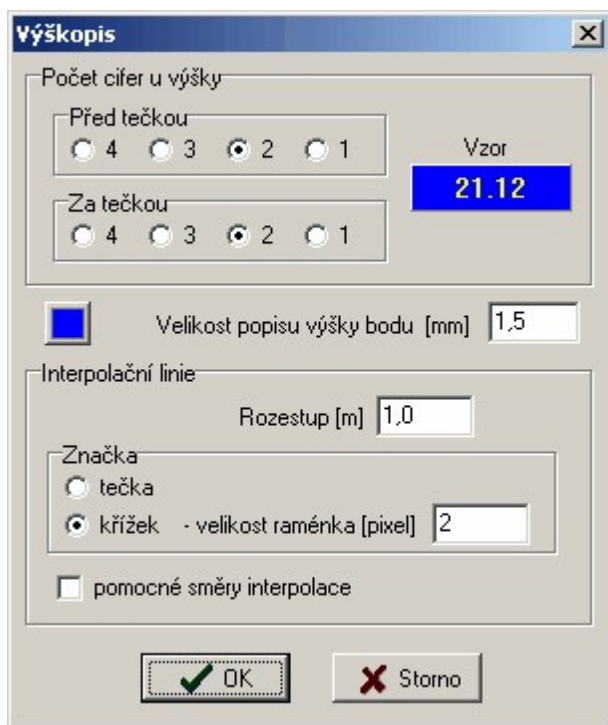 Výškopis
Počet cifer u výšky
Před tečkou
4 3 2 1
Vzor
21.12
Za tečkou
4 3 2 1
Velikost popisu výšky bodu [mm] 1,5
Interpolační linie
Rozestup [m] 1,0
Značka
tečka
křížek - velikost raménka [pixel] 2
pomocné směry interpolace
OK Storno